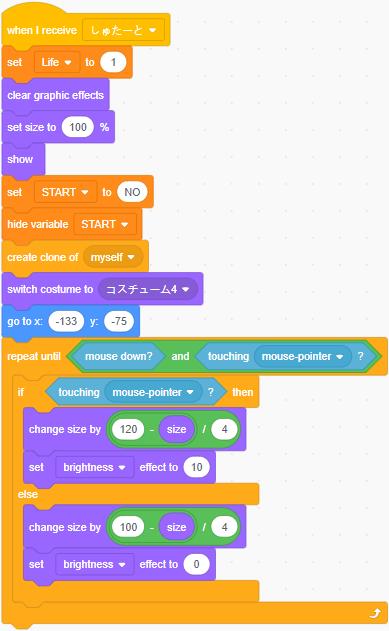 when I receive しゅたーと
set Life to 1
clear graphic effects
set size to 100 %
show
set START to NO
hide variable START
create clone of myself
switch costume to コスチューム4
go to x: -133 y: -75
repeat until mouse down? and touching mouse-pointer ?
if touching mouse-pointer ? then
change size by 120 - size / 4
set brightness effect to 10
else
change size by 100 - size / 4
set brightness effect to 0